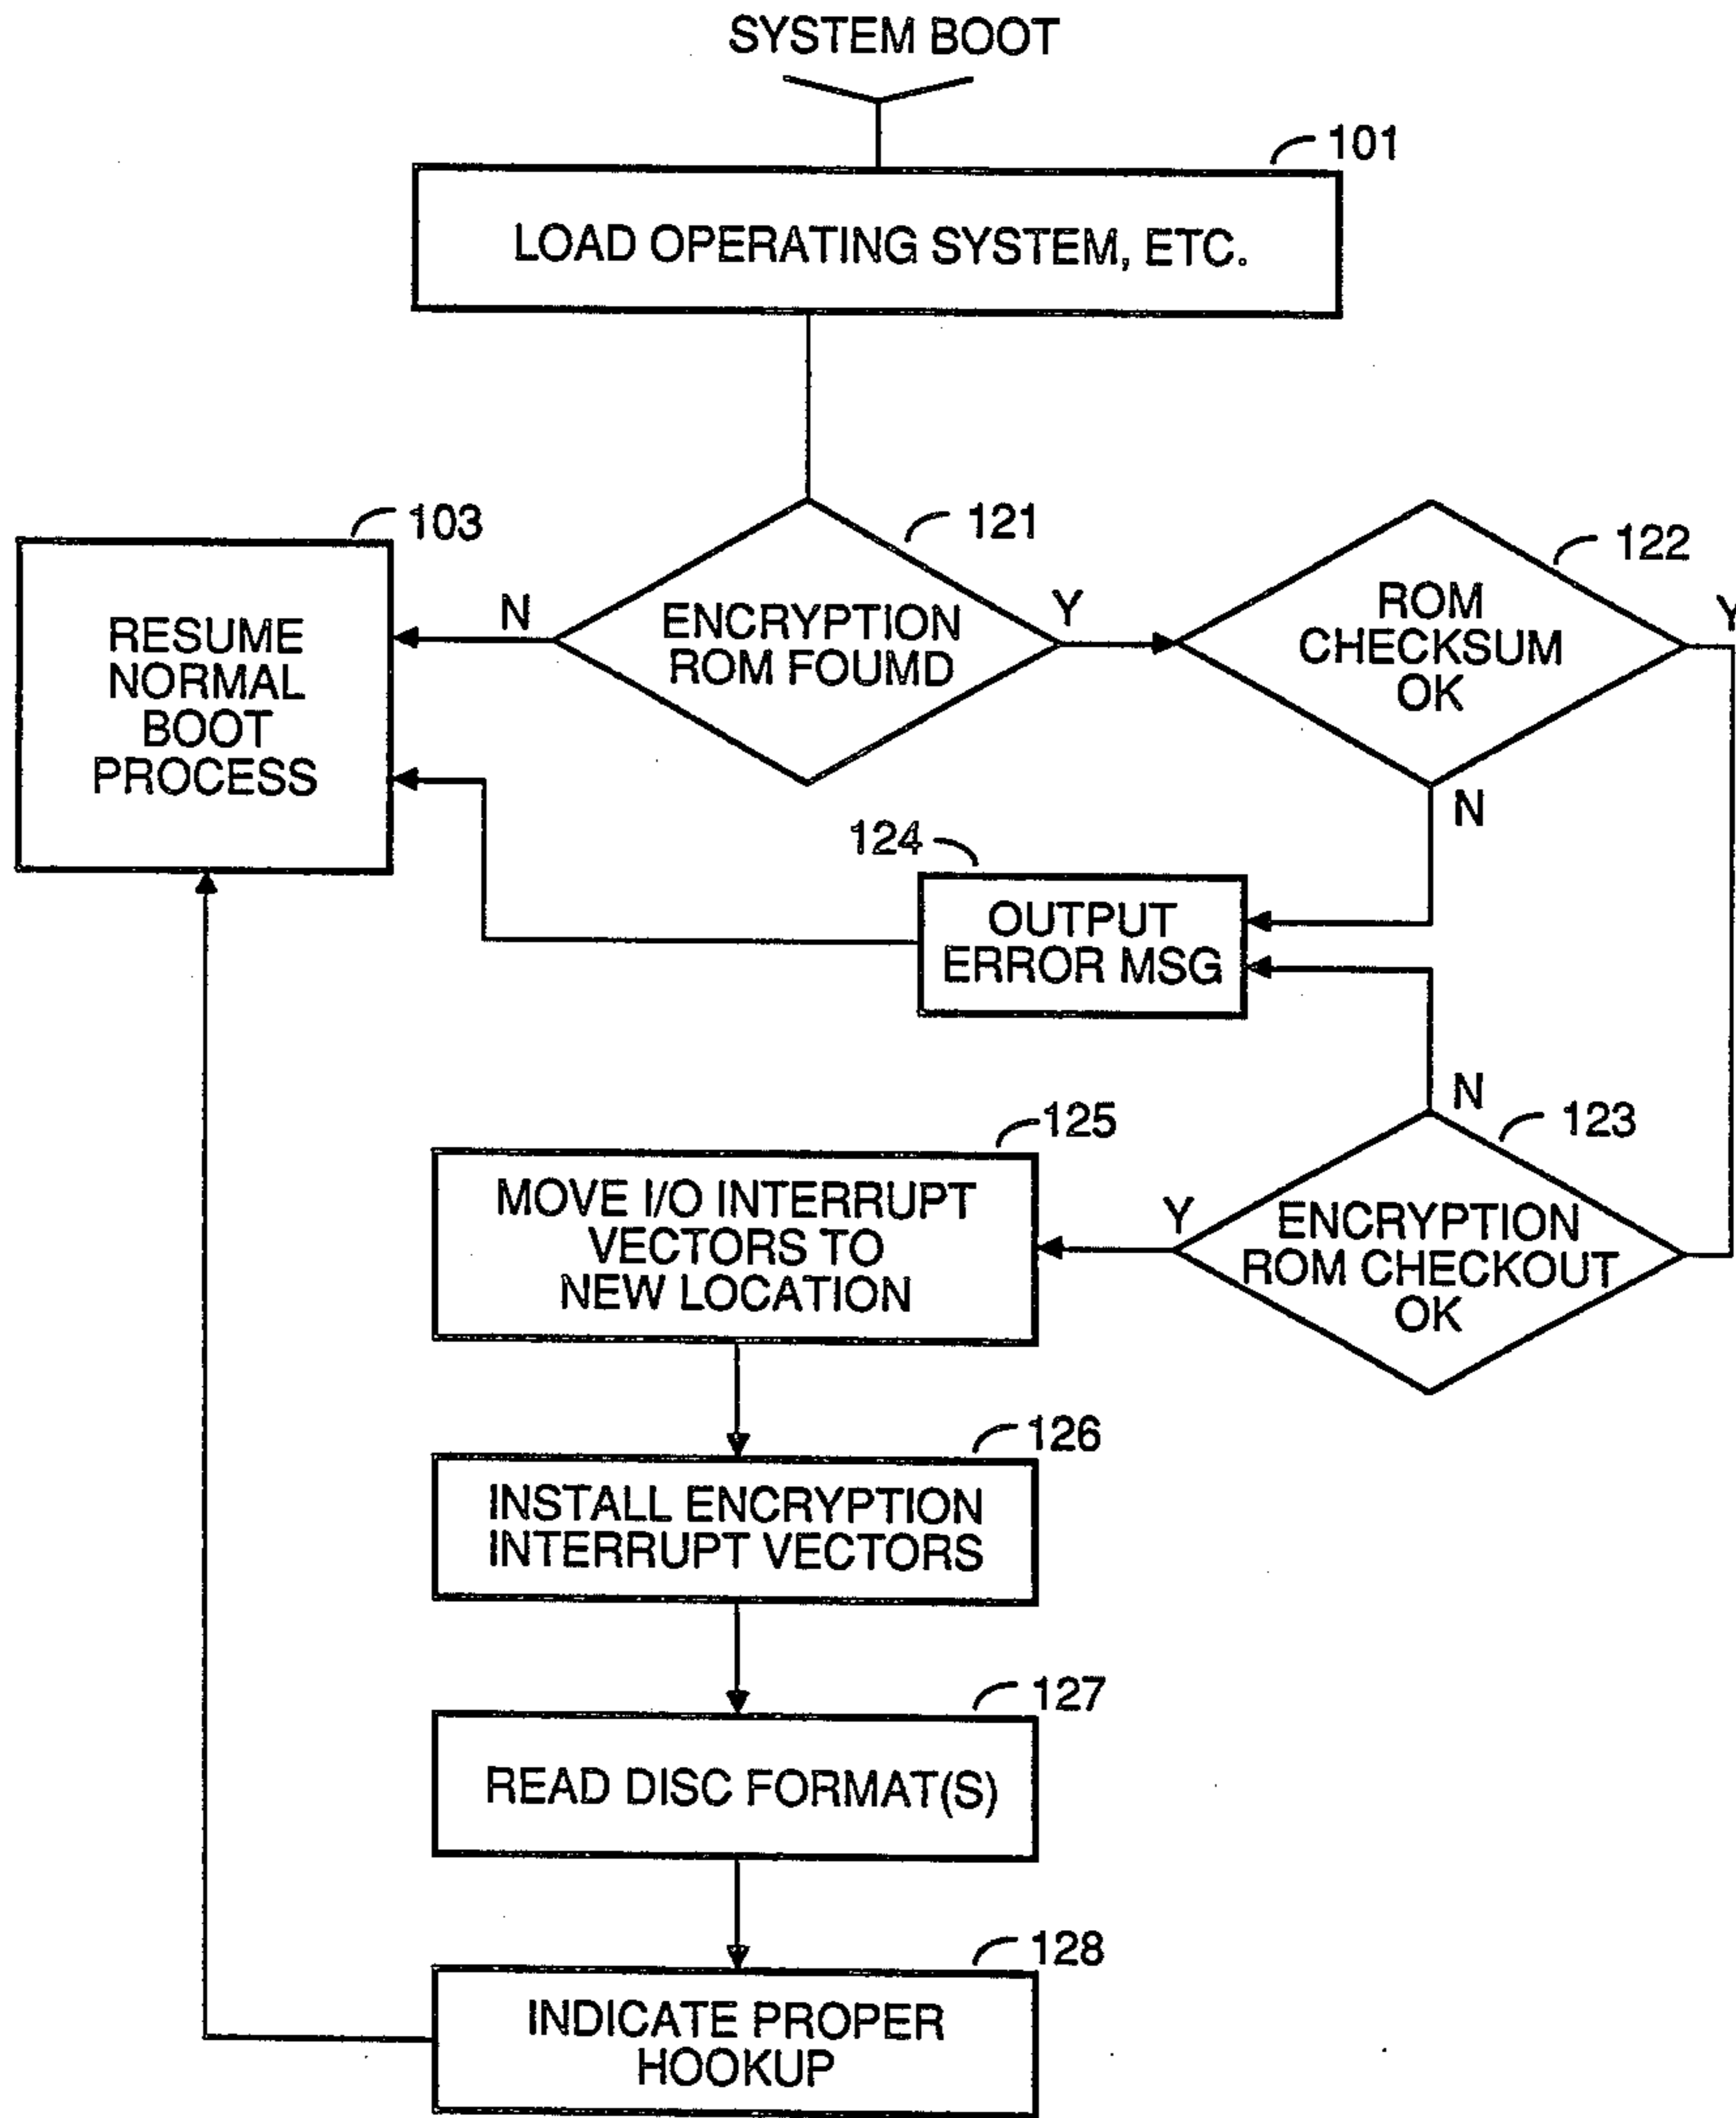 SYSTEM BOOT
101
LOAD OPERATING SYSTEM, ETC.
103
RESUME
NORMAL
BOOT
PROCESS
N
121
ENCRYPTION
ROM FOUMD
Y
122
ROM
CHECKSUM
OK
Y
N
124
OUTPUT
ERROR MSG
N
123
ENCRYPTION
ROM CHECKOUT
OK
Y
125
MOVE I/O INTERRUPT
VECTORS TO
NEW LOCATION
126
INSTALL ENCRYPTION
INTERRUPT VECTORS
127
READ DISC FORMAT(S)
128
INDICATE PROPER
HOOKUP